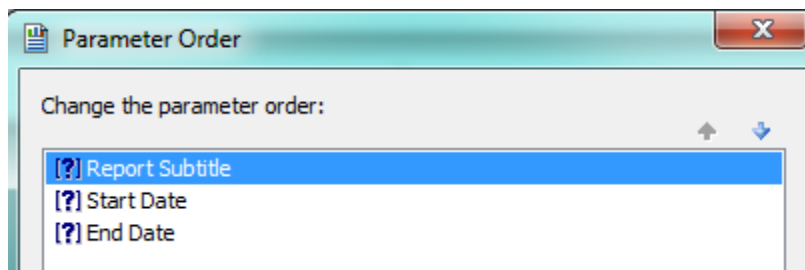 Parameter Order
Change the parameter order:
[?] Report Subtitle
[?] Start Date
[?] End Date